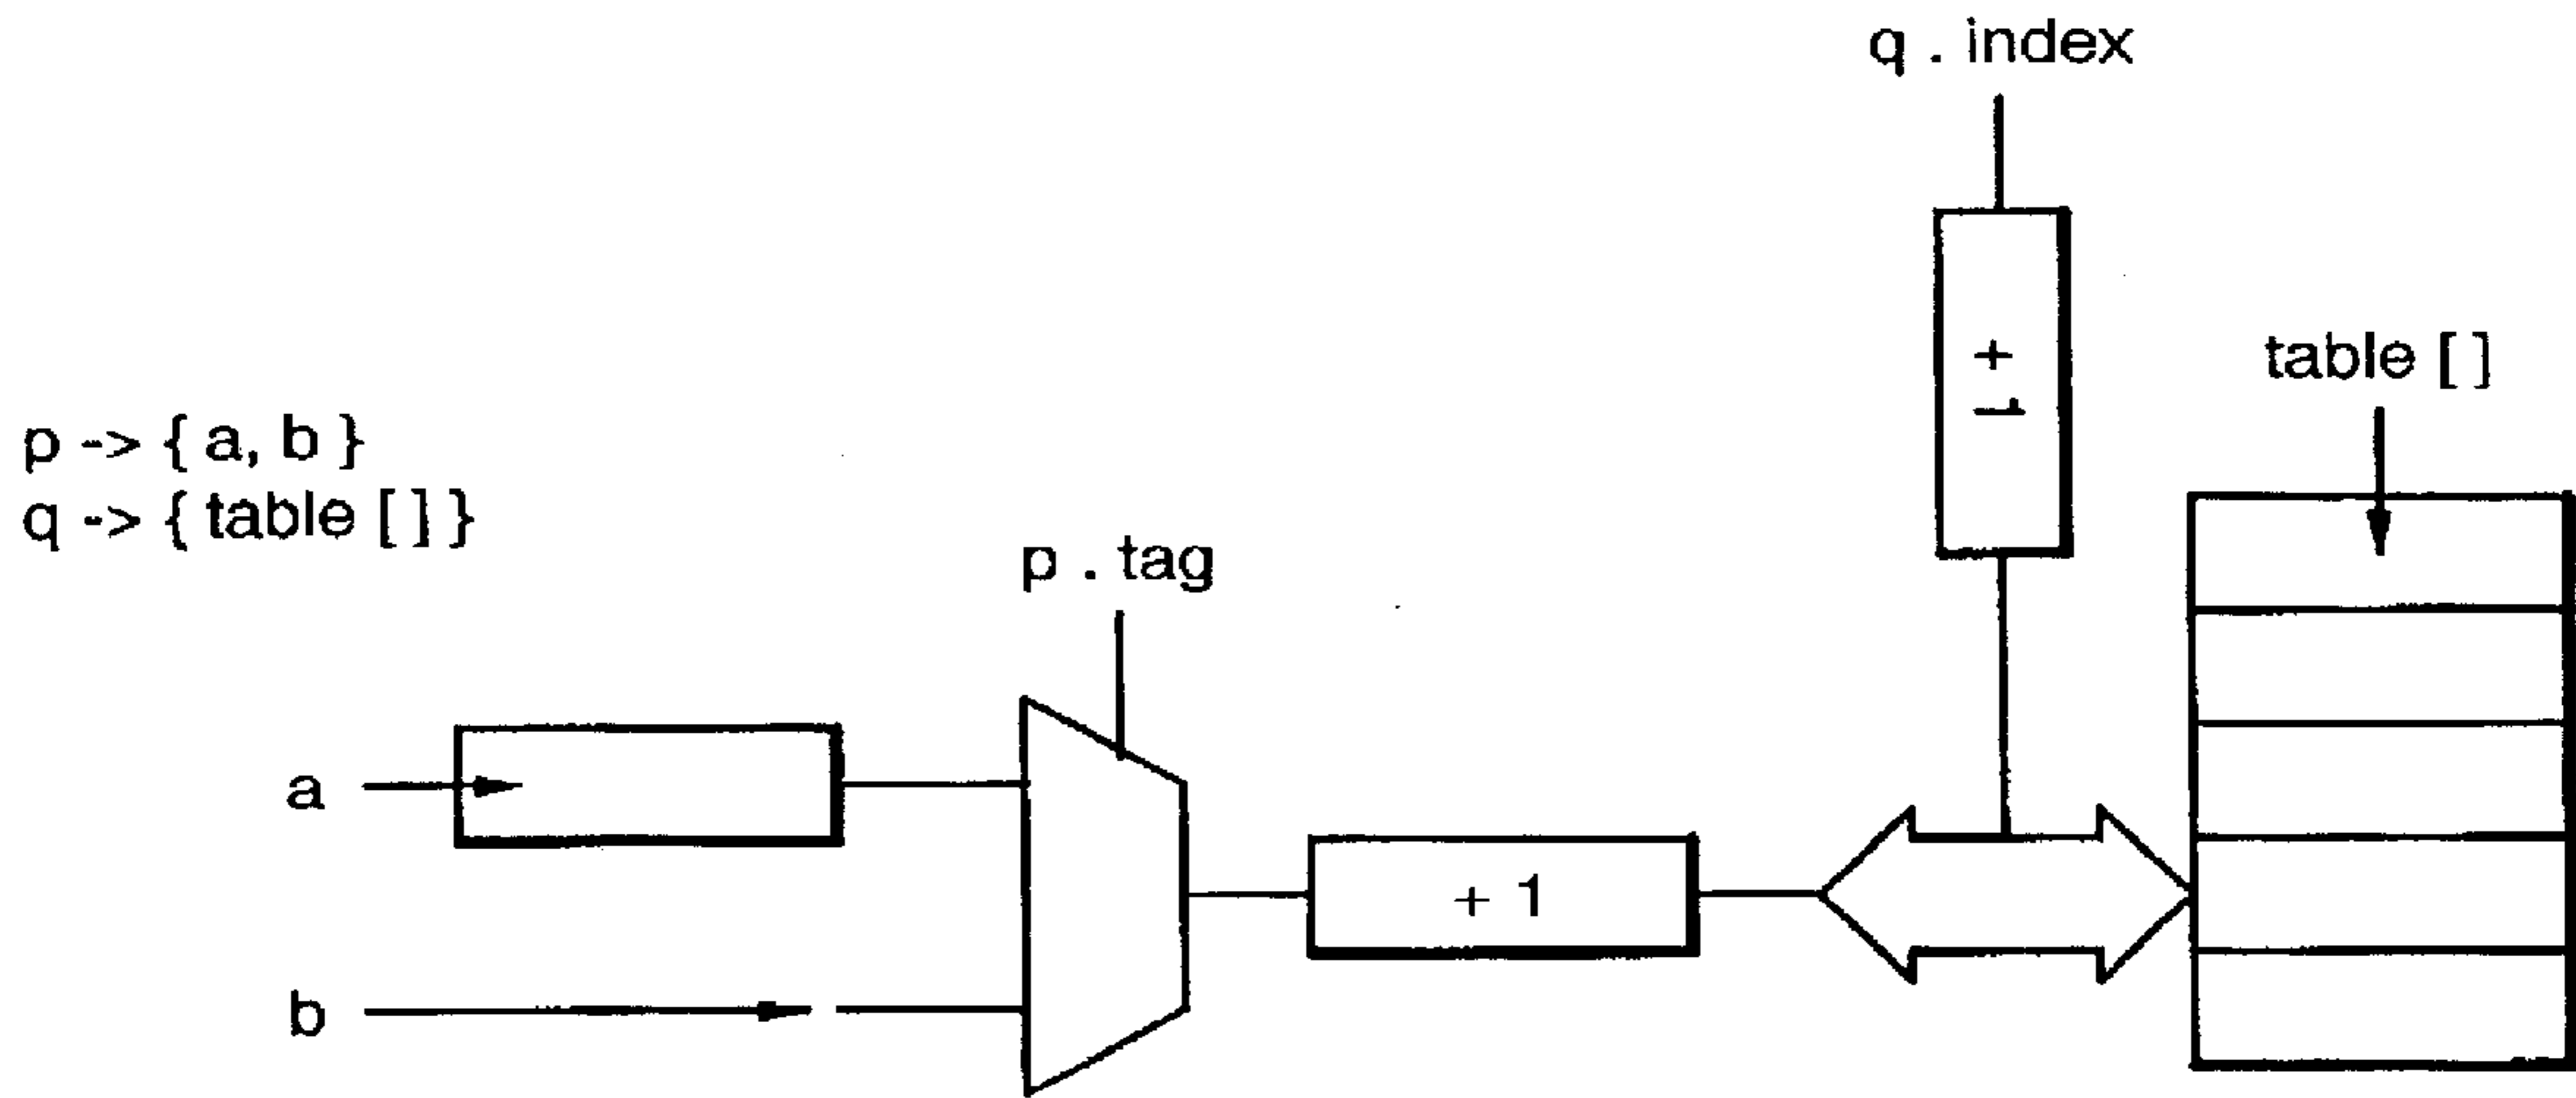 q . index
+ 1
table [ ]
p -> { a, b }
q -> { table [ ] }
p . tag
a
+ 1
b